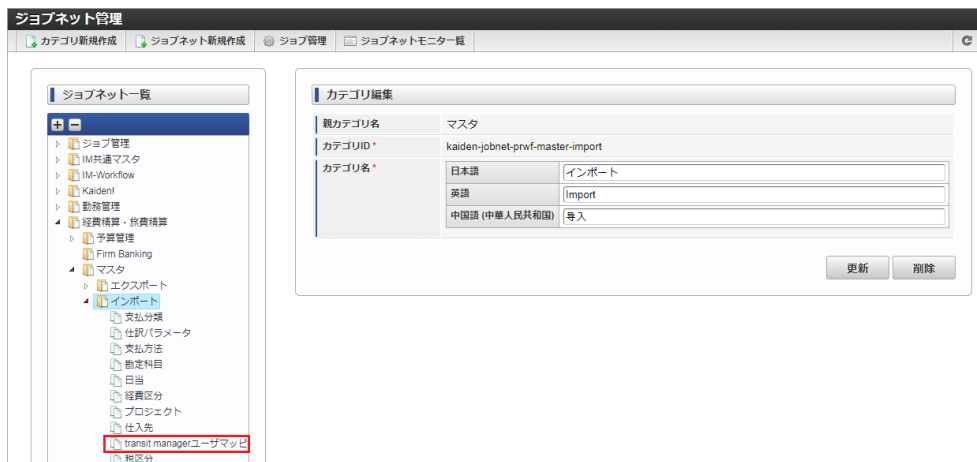 ジョブネット管理
カテゴリ新規作成 ジョブネット新規作成 ジョブ管理 ジョブネットモニター覧
ジョブネット一覧
ジョブ管理
IM共通マスタ
IM-Workflow
Kaiden!
勤務管理
経費精算・旅費精算
予算管理
Firm Banking
マスタ
エクスポート
インポート
支払分類
仕訳パラメータ
支払方法
勘定科目
日当
経費区分
プロジェクト
仕入先
transit managerユーザマッピ
税区分
カテゴリ編集
親カテゴリ名 マスタ
カテゴリID* kaiden-jobnet-prwf-master-import
カテゴリ名* 日本語 インポート
英語 Import
中国語 (中華人民共和国) 导入
更新 削除